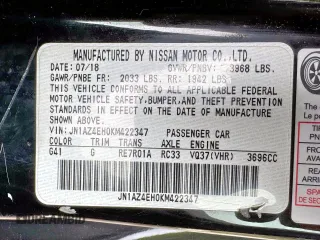 MANUFACTURED BY NISSAN MOTOR CO., LTD.
DATE: 07/18 GVWR/PNBV: 3968 LBS.
GAWR/PNBE FR: 2033 LBS. RR: 1842 LBS.
THIS VEHICLE CONFORMS TO ALL APPLICABLE FEDERAL
MOTOR VEHICLE SAFETY, BUMPER, AND THEFT PREVENTION
STANDARDS IN EFFECT ON THE DATE OF MANUFACTURE
SHOWN ABOVE.
JN1AZ4EH0KM422347 PASSENGER CAR
COLOR TRIM TRANS AXLE ENGINE
G41 G RE7R01A RC33 VQ37(VHR) 3696CC
JN1AZ4EH0KM422347